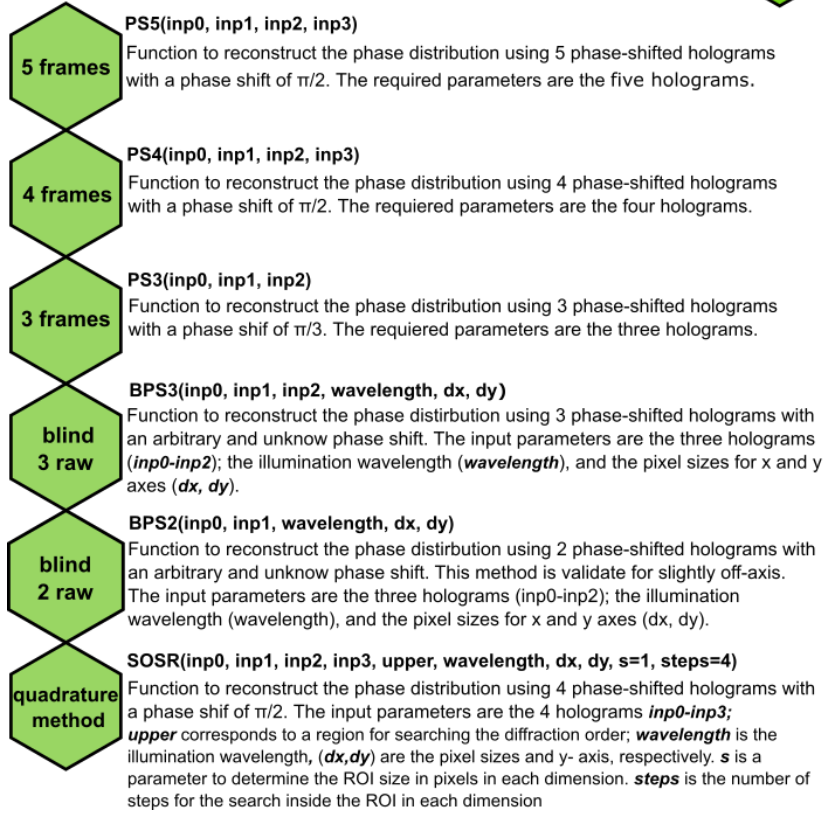 PS5(inp0, inp1, inp2, inp3)
5 frames
Function to reconstruct the phase distribution using 5 phase-shifted holograms
with a phase shift of π/2. The required parameters are the five holograms.
PS4(inp0, inp1, inp2, inp3)
4 frames
Function to reconstruct the phase distribution using 4 phase-shifted holograms
with a phase shift of π/2. The requiered parameters are the four holograms.
PS3(inp0, inp1, inp2)
3 frames
Function to reconstruct the phase distribution using 3 phase-shifted holograms
with a phase shif of π/3. The requiered parameters are the three holograms.
BPS3(inp0, inp1, inp2, wavelength, dx, dy)
blind
3 raw
Function to reconstruct the phase distirbution using 3 phase-shifted holograms with
an arbitrary and unknow phase shift. The input parameters are the three holograms
(inp0-inp2); the illumination wavelength (wavelength), and the pixel sizes for x and y
axes (dx, dy).
BPS2(inp0, inp1, wavelength, dx, dy)
blind
2 raw
Function to reconstruct the phase distirbution using 2 phase-shifted holograms with
an arbitrary and unknow phase shift. This method is validate for slightly off-axis.
The input parameters are the three holograms (inp0-inp2); the illumination
wavelength (wavelength), and the pixel sizes for x and y axes (dx, dy).
SOSR(inp0, inp1, inp2, inp3, upper, wavelength, dx, dy, s=1, steps=4)
quadrature
method
Function to reconstruct the phase distribution using 4 phase-shifted holograms with
a phase shif of π/2. The input parameters are the 4 holograms inp0-inp3;
upper corresponds to a region for searching the diffraction order; wavelength is the
illumination wavelength, (dx,dy) are the pixel sizes and y- axis, respectively. s is a
parameter to determine the ROI size in pixels in each dimension. steps is the number of
steps for the search inside the ROI in each dimension